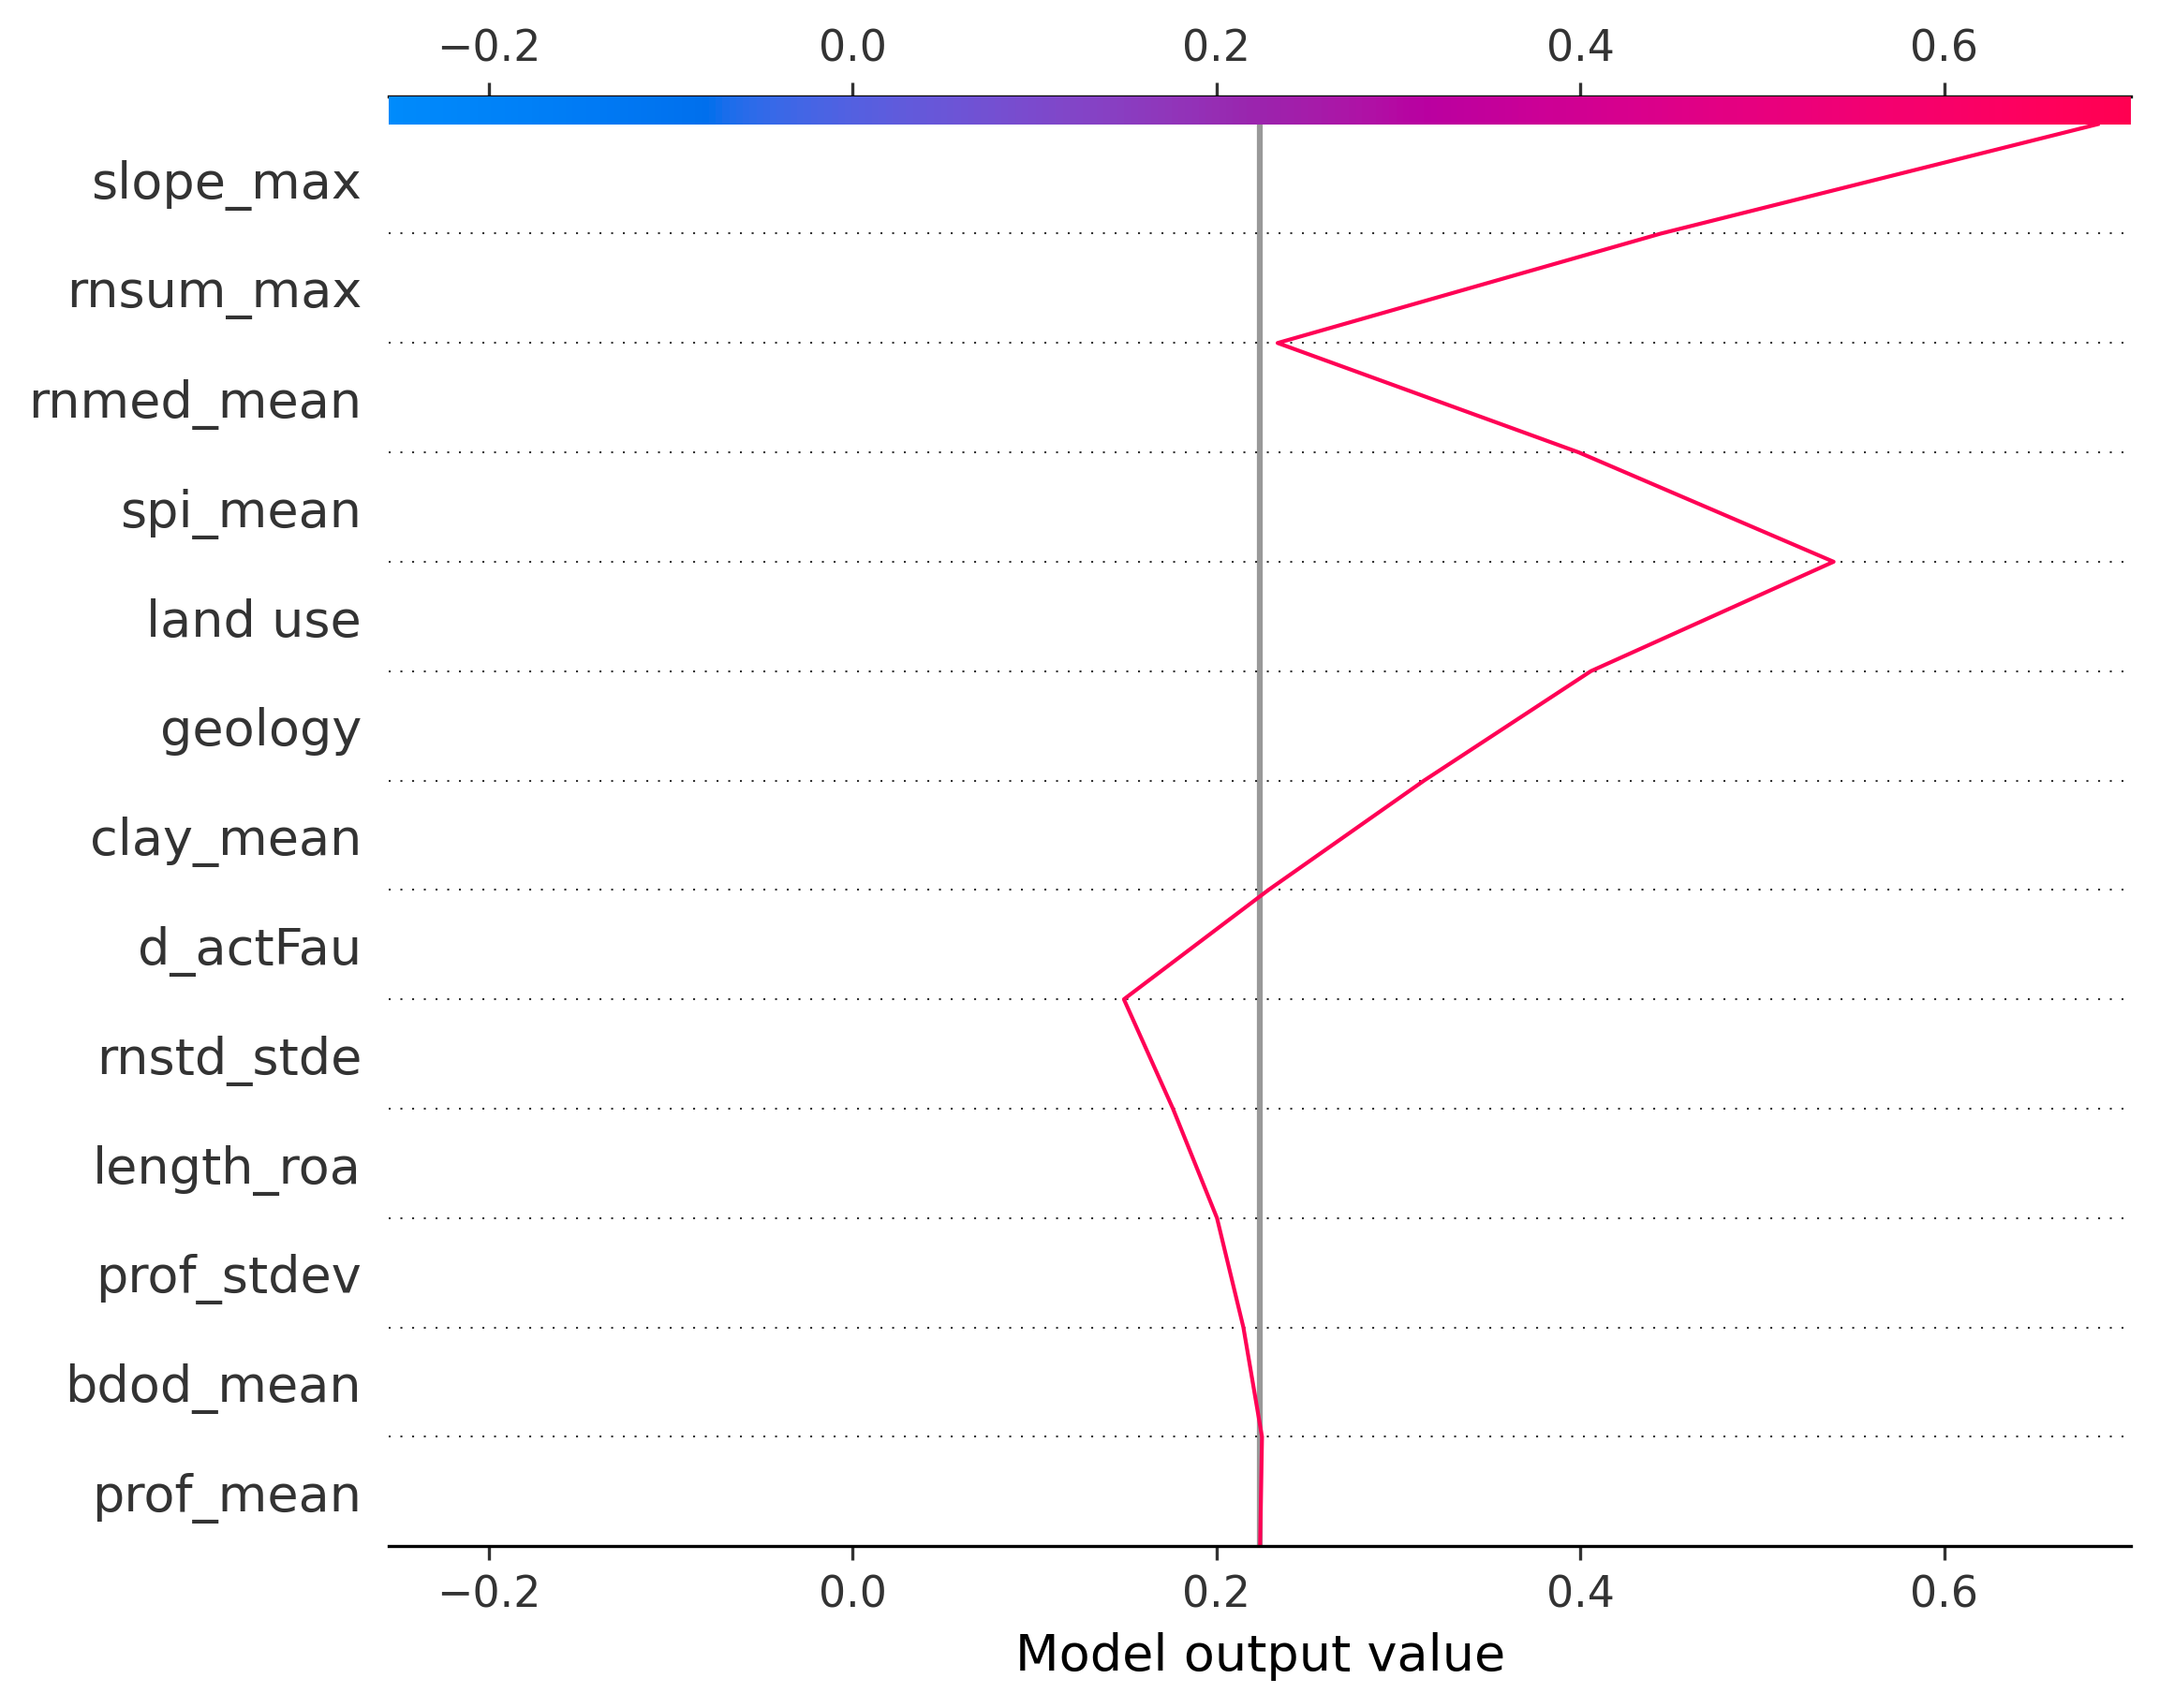 −0.2 0.0 0.2 0.4 0.6
slope_max
rnsum_max
rnmed_mean
spi_mean
land use
geology
clay_mean
d_actFau
rnstd_stde
length_roa
prof_stdev
bdod_mean
prof_mean
−0.2 0.0 0.2 0.4 0.6
Model output value